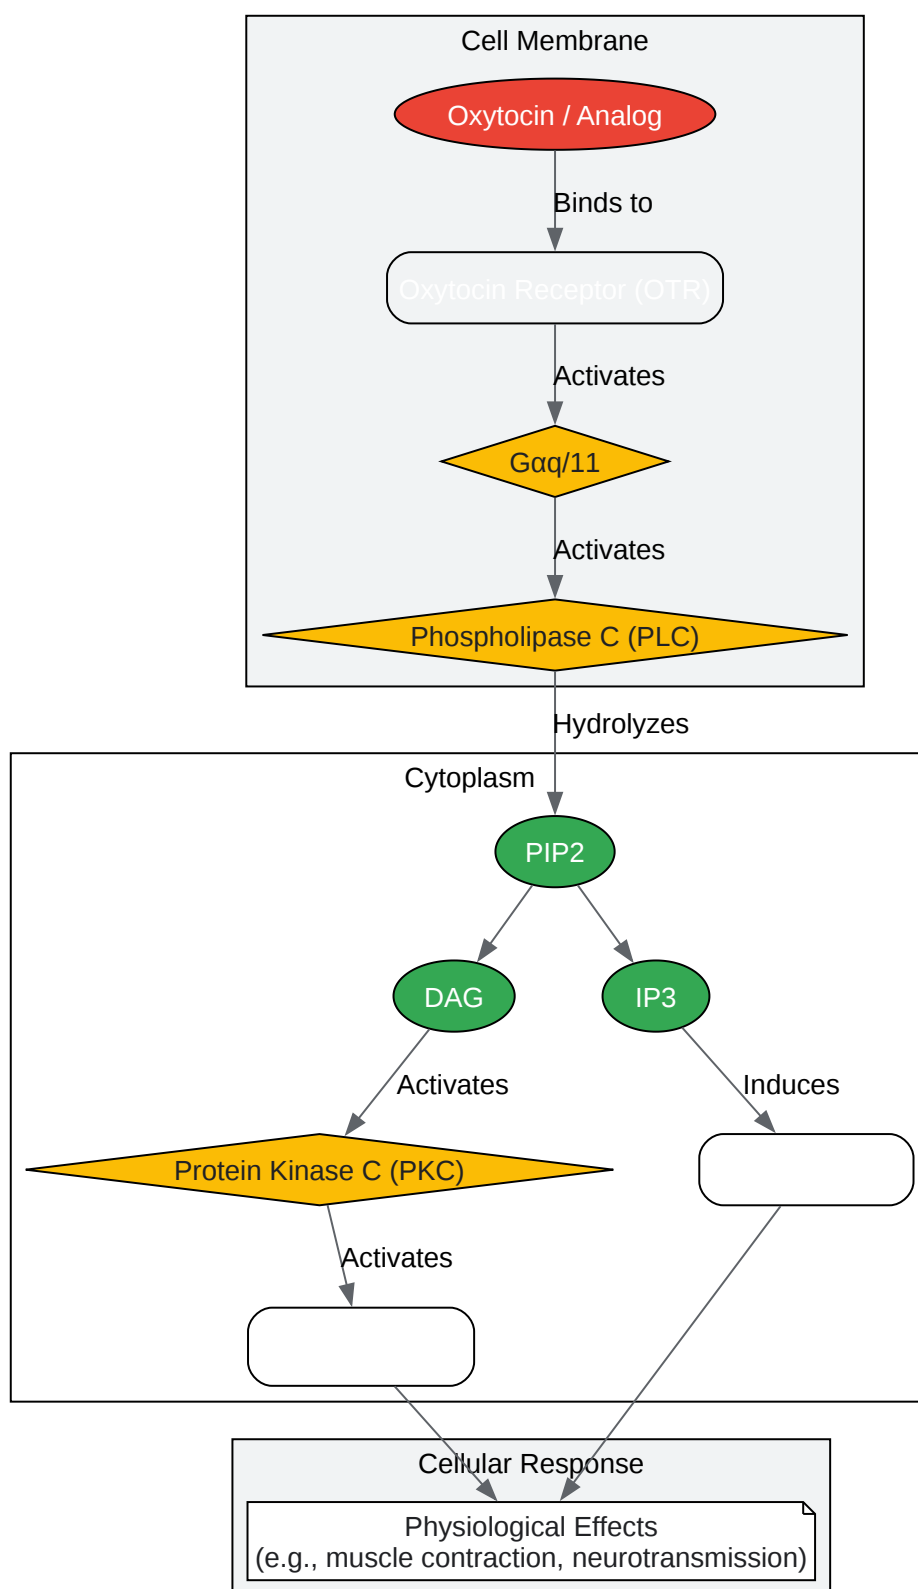 Cell Membrane
Oxytocin / Analog
Binds to
Oxytocin Receptor (OTR)
Activates
Gαq/11
Activates
Phospholipase C (PLC)
Hydrolyzes
Cytoplasm
PIP2
DAG
IP3
Activates
Induces
Protein Kinase C (PKC)
Activates
Cellular Response
Physiological Effects
(e.g., muscle contraction, neurotransmission)